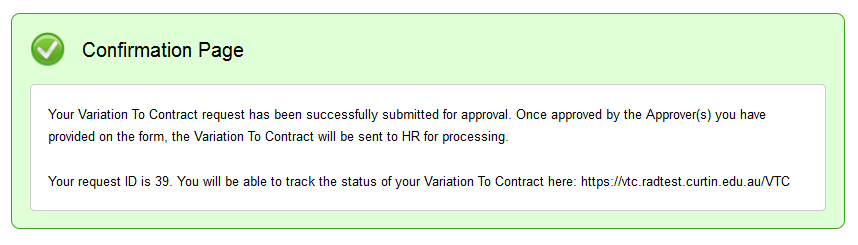 Confirmation Page
Your Variation To Contract request has been successfully submitted for approval. Once approved by the Approver(s) you have
provided on the form, the Variation To Contract will be sent to HR for processing.
Your request ID is 39. You will be able to track the status of your Variation To Contract here: https://vtc.radtest.curtin.edu.au/VTC